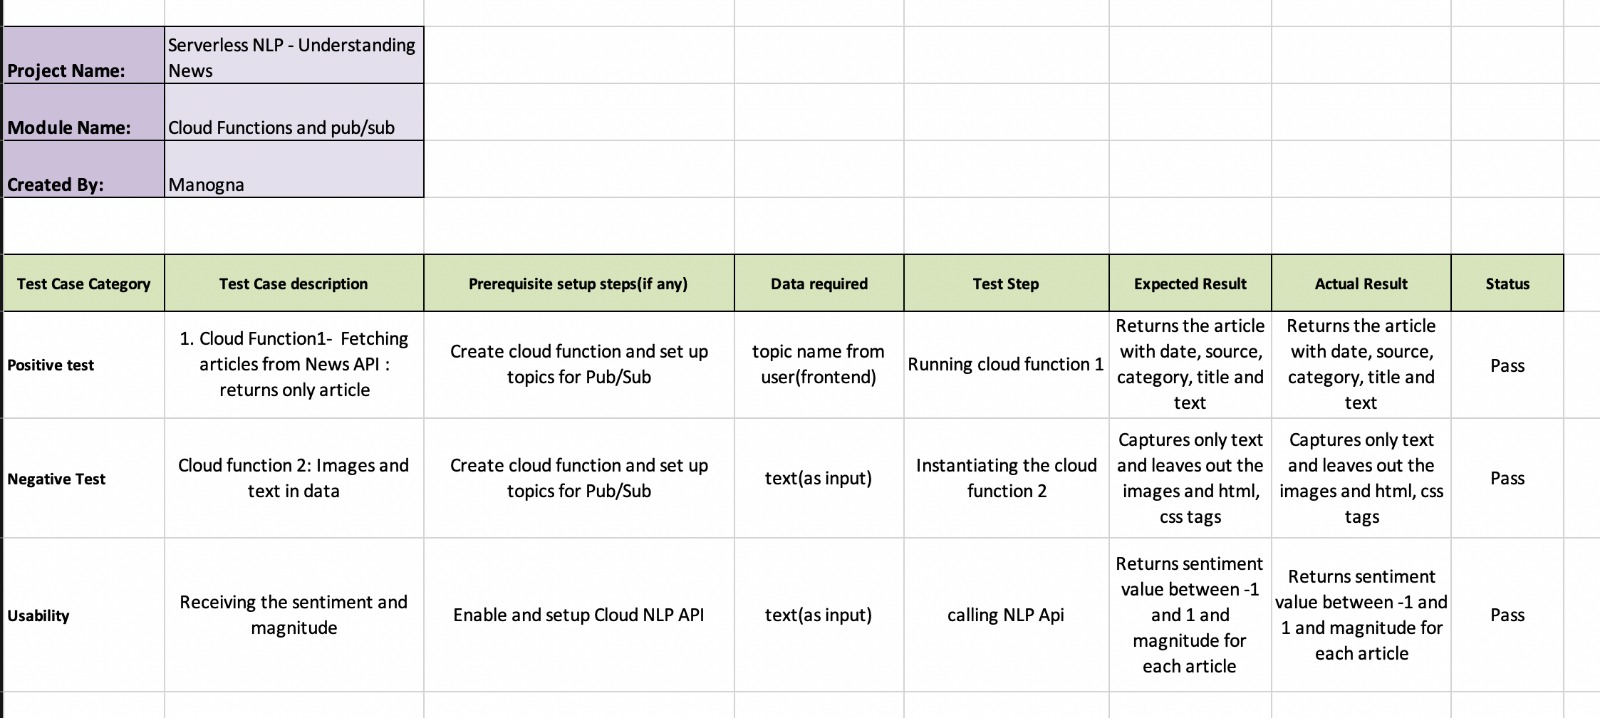 Project Name:
Serverless NLP - Understanding
News
Module Name:
Cloud Functions and pub/sub
Created By:
Manogna
Test Case Category
Test Case description
Prerequisite setup steps(if any)
Data required
Test Step
Expected Result
Actual Result
Status
Positive test
1. Cloud Function1-  Fetching
articles from News API :
returns only article
Create cloud function and set up
topics for Pub/Sub
topic name from
user(frontend)
Running cloud function 1
Returns the article
with date, source,
category, title and
text
Returns the article
with date, source,
category, title and
text
Pass
Negative Test
Cloud function 2: Images and
text in data
Create cloud function and set up
topics for Pub/Sub
text(as input)
Instantiating the cloud
function 2
Captures only text
and leaves out the
images and html,
css tags
Captures only text
and leaves out the
images and html, css
tags
Pass
Usability
Receiving the sentiment and
magnitude
Enable and setup Cloud NLP API
text(as input)
calling NLP Api
Returns sentiment
value between -1
and 1 and
magnitude for
each article
Returns sentiment
value between -1 and
1 and magnitude for
each article
Pass